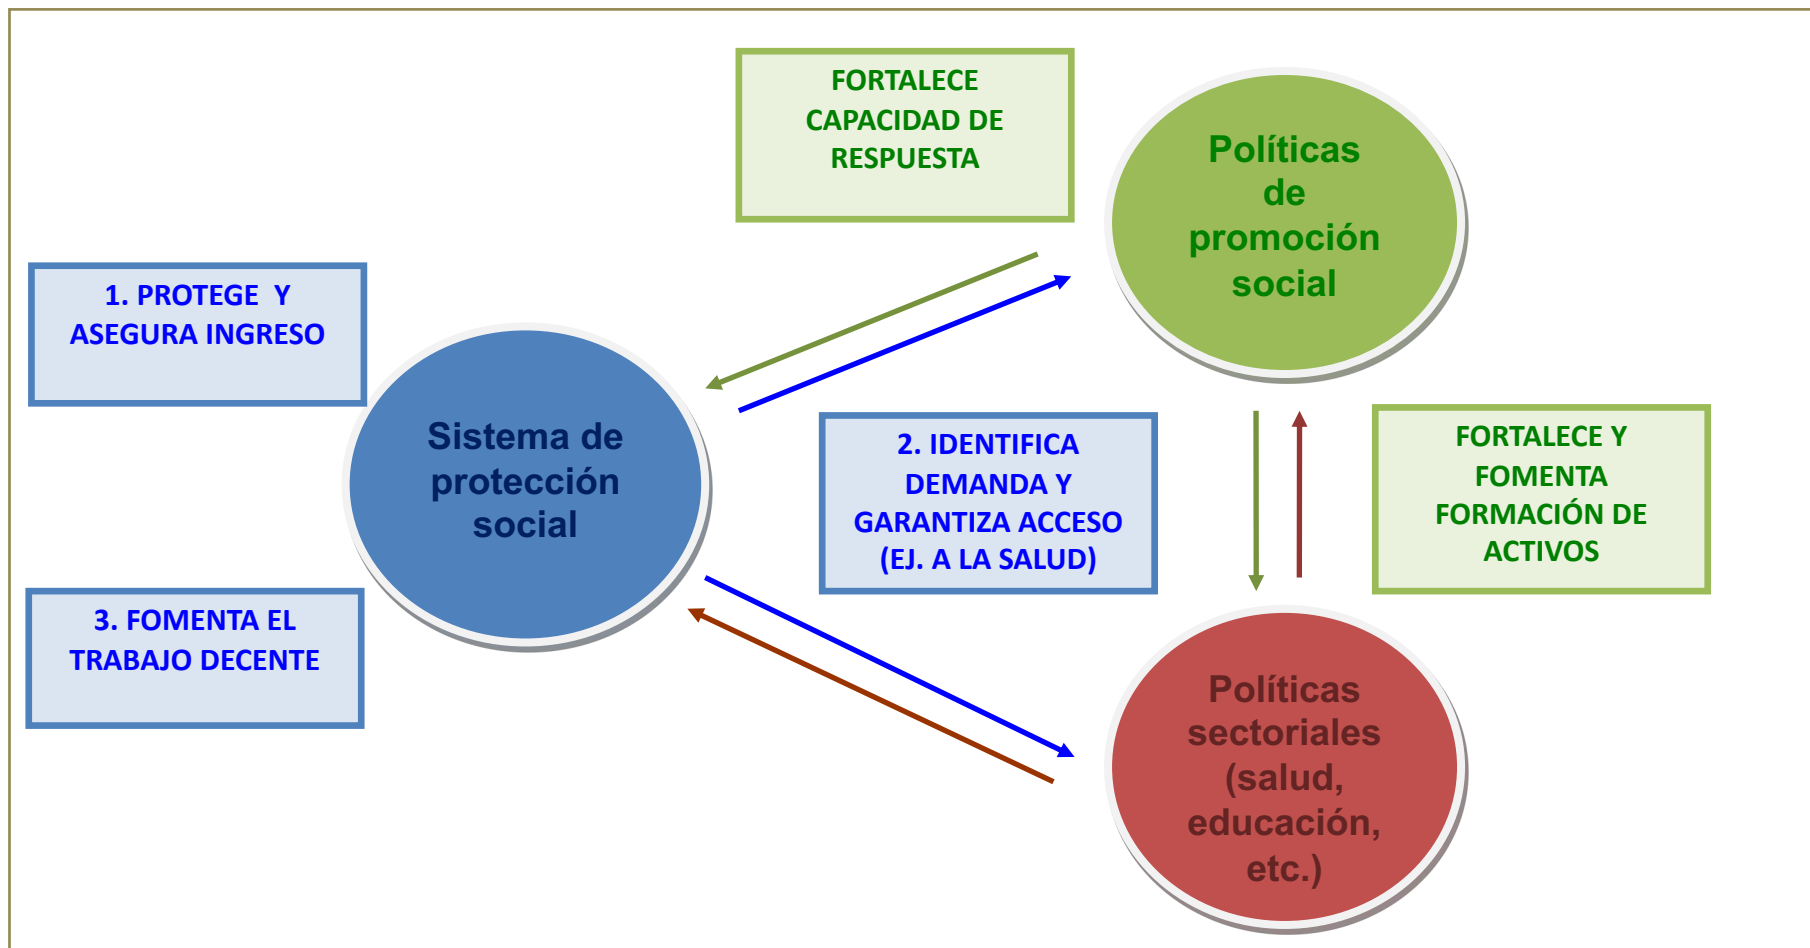 FORTALECE
CAPACIDAD DE
RESPUESTA
Políticas
de
promoción
social
1. PROTEGE  Y
ASEGURA INGRESO
Sistema de
protección
social
2. IDENTIFICA
DEMANDA Y
GARANTIZA ACCESO
(EJ. A LA SALUD)
FORTALECE Y
FOMENTA
FORMACIÓN DE
ACTIVOS
3. FOMENTA EL
TRABAJO DECENTE
Políticas
sectoriales
(salud,
educación,
etc.)